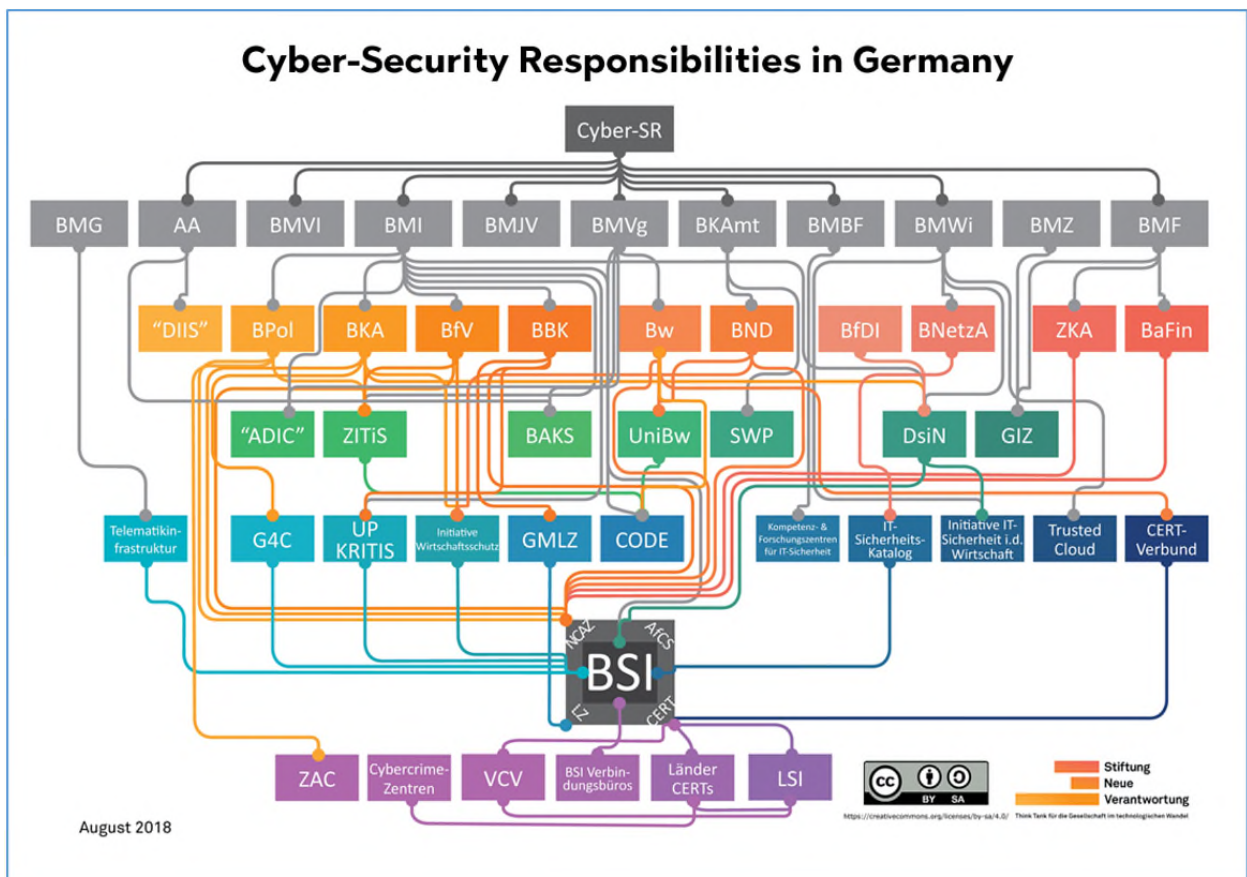 Cyber-Security Responsibilities in Germany
Cyber-SR
BMG
AA
BMVI
BMI
BMJV
BMVg
BKAmt
BMBF
BMWi
BMZ
BMF
"DIIS"
BPol
BKA
BfV
BBK
Bw
BND
BfDI
BNetzA
ZKA
BaFin
"ADIC"
ZITiS
BAKS
UniBw
SWP
DsiN
GIZ
Telematikin-
frastruktur
G4C
UP
KRITIS
Initiative
Wirtschaftsschutz
GMLZ
CODE
Kompetenz- &
Forschungszentren
für IT-Sicherheit
IT-
Sicherheits-
Katalog
Initiative IT-
Sicherheit i.d.
Wirtschaft
Trusted
Cloud
CERT-
Verbund
NCAZ
AfCS
BSI
LZ
CERT
ZAC
Cybercrime-
Zentren
VCV
BSI Verbin-
dungsbüros
Länder
CERTs
LSI
August 2018
cc
BY SA
https://creativecommons.org/licenses/by-sa/4.0/
Stiftung
Neue
Verantwortung
Think Tank für die Gesellschaft im technologischen Wandel